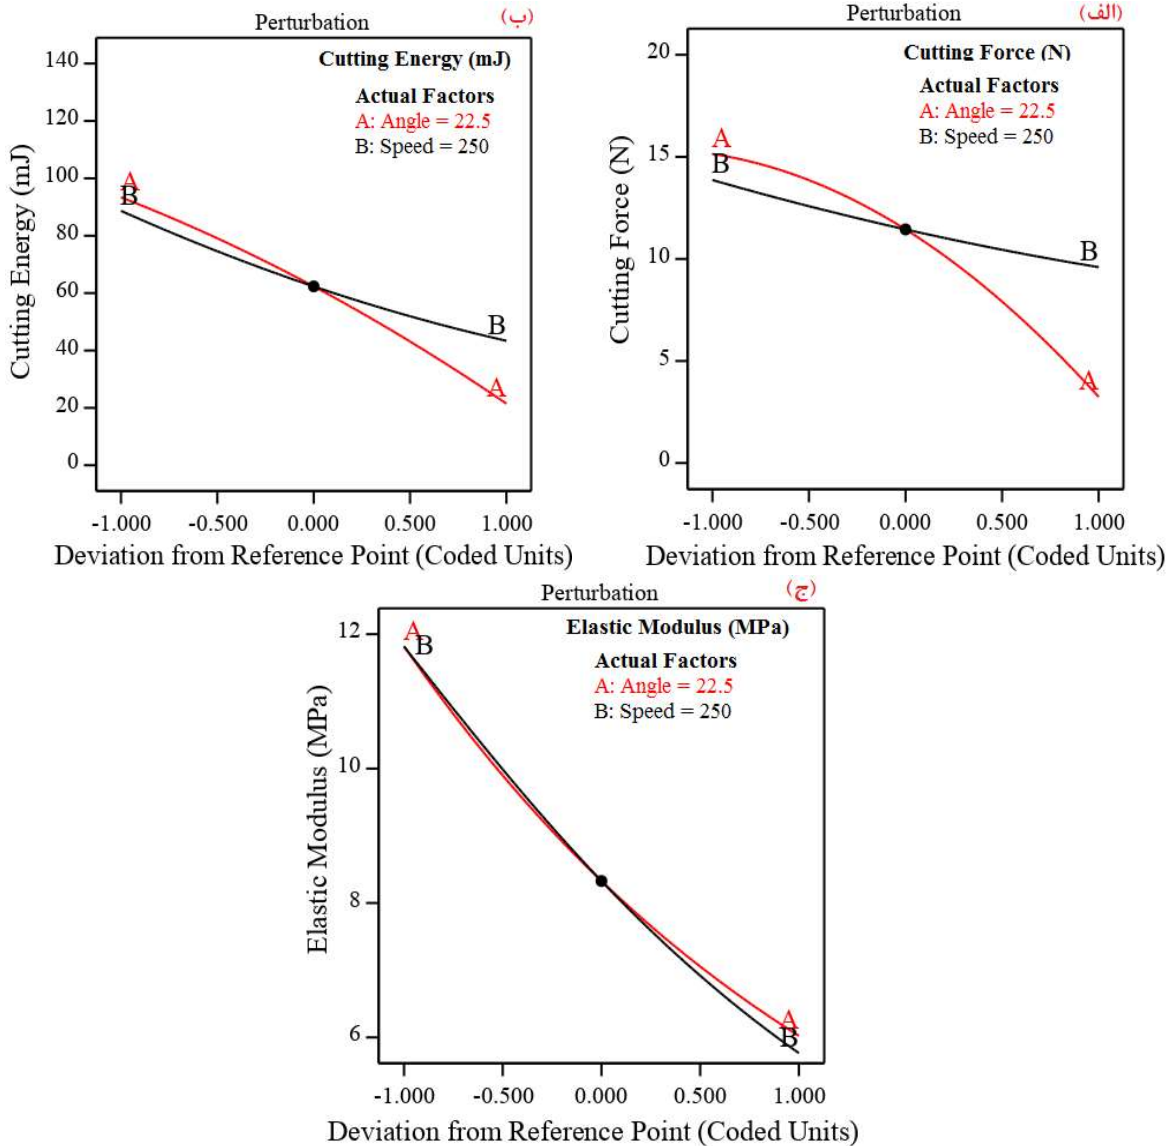 Perturbation
(ب)
Cutting Energy (mJ)
Actual Factors
A: Angle = 22.5
B: Speed = 250
Cutting Energy (mJ)
140
120
100
80
60
40
20
0
A
B
B
A
-1.000 -0.500 0.000 0.500 1.000
Deviation from Reference Point (Coded Units)
Perturbation
(الف)
Cutting Force (N)
Actual Factors
A: Angle = 22.5
B: Speed = 250
Cutting Force (N)
20
15
10
5
0
A
B
B
A
-1.000 -0.500 0.000 0.500 1.000
Deviation from Reference Point (Coded Units)
Perturbation
(ج)
Elastic Modulus (MPa)
Actual Factors
A: Angle = 22.5
B: Speed = 250
Elastic Modulus (MPa)
12
10
8
6
A
B
A
B
-1.000 -0.500 0.000 0.500 1.000
Deviation from Reference Point (Coded Units)